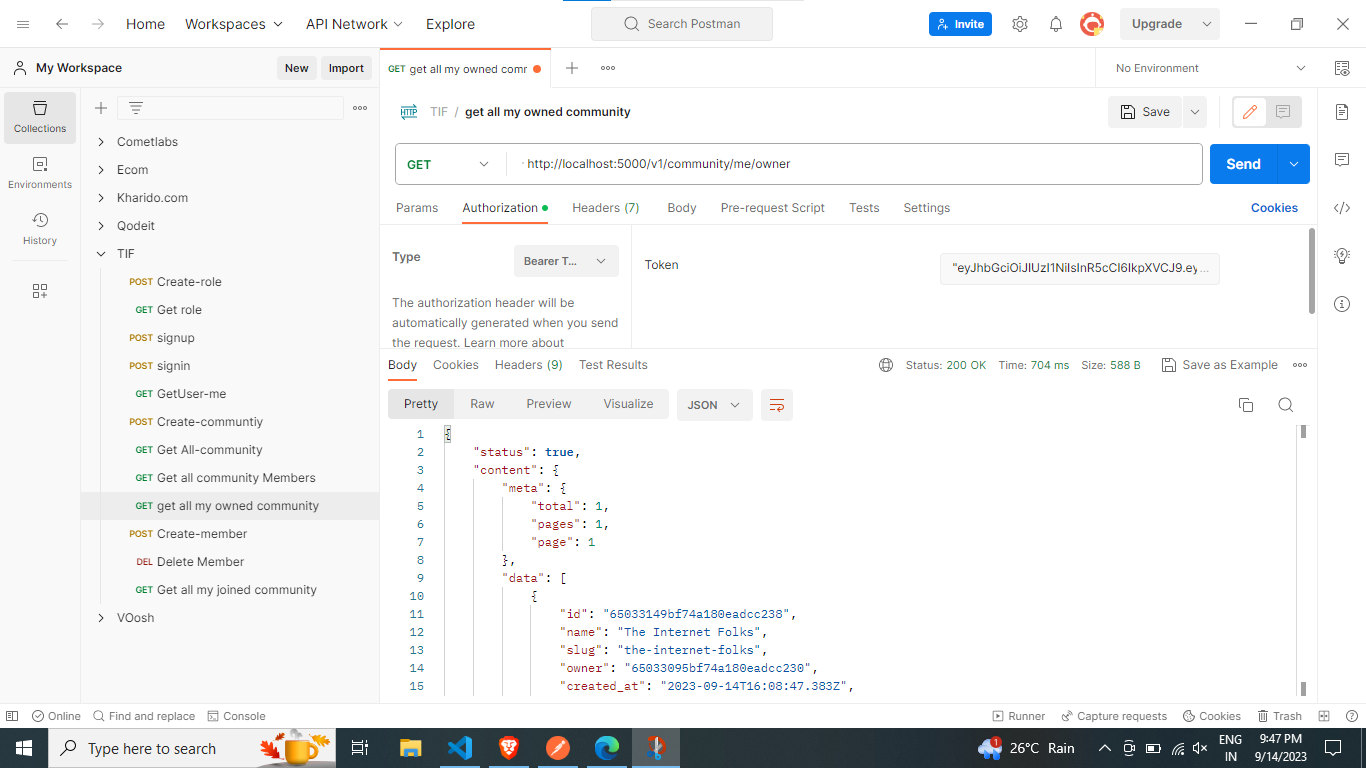 Home Workspaces API Network Explore Search Postman Invite Upgrade
My Workspace New Import
GET get all my owned comr No Environment
Collections
Environments
History
Cometlabs
Ecom
Kharido.com
Qodeit
TIF
POST Create-role
GET Get role
POST signup
POST signin
GET GetUser-me
POST Create-communtiy
GET Get All-community
GET Get all community Members
GET get all my owned community
POST Create-member
DEL Delete Member
GET Get all my joined community
VOosh
HTTP TIF / get all my owned community Save
GET http://localhost:5000/v1/community/me/owner Send
Params Authorization Headers (7) Body Pre-request Script Tests Settings Cookies
Type Bearer T...
The authorization header will be
automatically generated when you send
the request. Learn more about
Token "eyJhbGciOiJIUzI1NiIsInR5cCI6IkpXVCJ9.ey...
Body Cookies Headers (9) Test Results Status: 200 OK Time: 704 ms Size: 588 B Save as Example
Pretty Raw Preview Visualize JSON
1 {
2 "status": true,
3 "content": {
4 "meta": {
5 "total": 1,
6 "pages": 1,
7 "page": 1
8 },
9 "data": [
10 {
11 "id": "65033149bf74a180eadcc238",
12 "name": "The Internet Folks",
13 "slug": "the-internet-folks",
14 "owner": "65033095bf74a180eadcc230",
15 "created_at": "2023-09-14T16:08:47.383Z",
Online Find and replace Console Runner Capture requests Cookies Trash
Type here to search 26°C Rain ENG IN 9:47 PM 9/14/2023